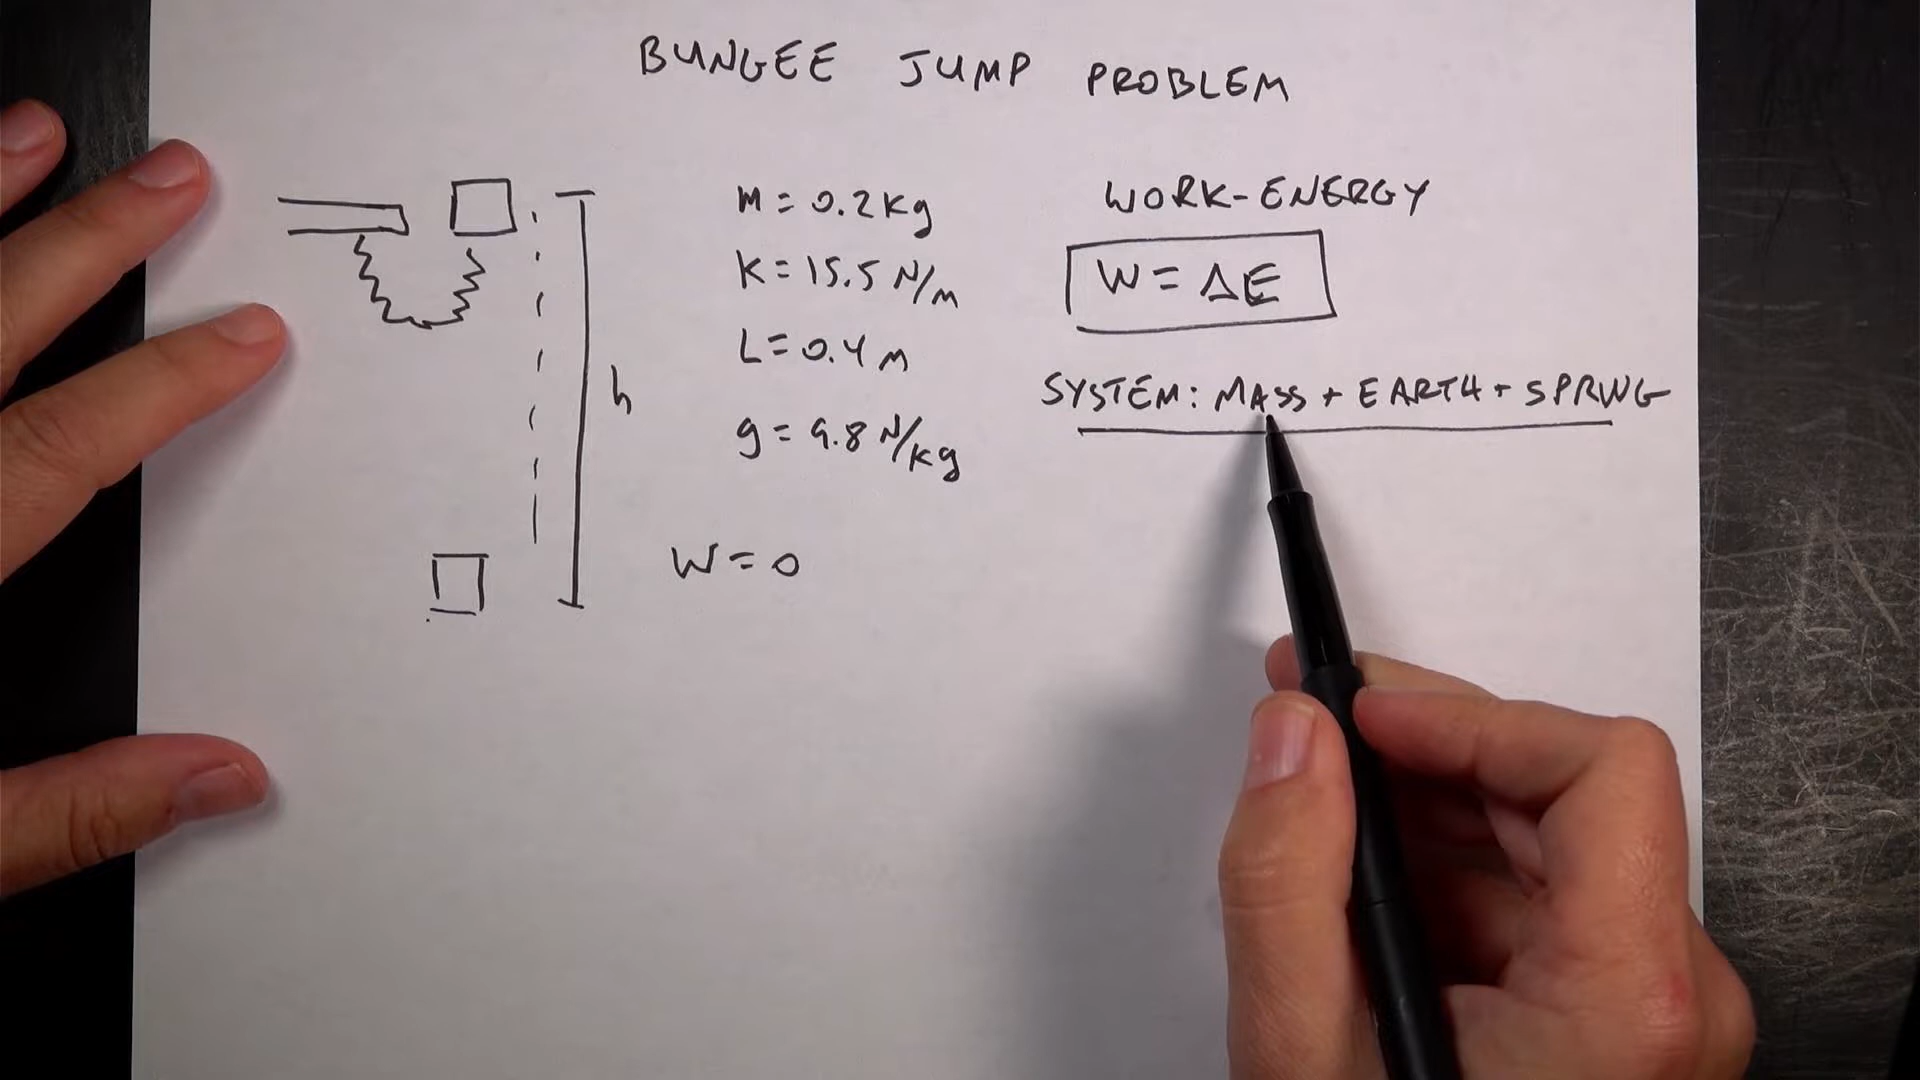 BUNGEE JUMP PROBLEM
m = 0.2 kg
K = 15.5 N/m
L = 0.4 m
g = 9.8 N/kg
W = 0
h
WORK-ENERGY
W = ΔE
SYSTEM: MASS + EARTH + SPRING